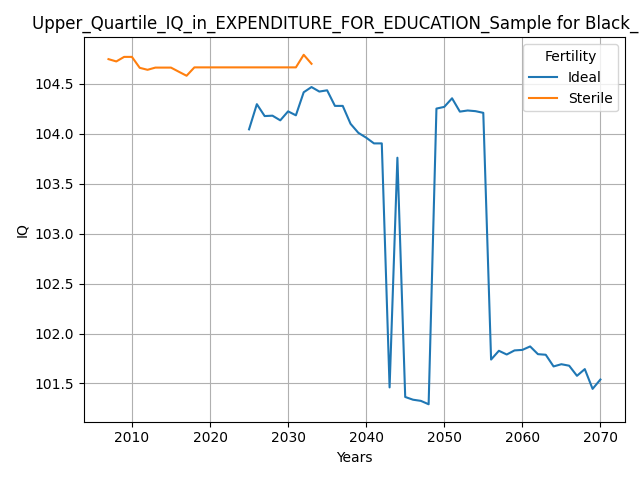 Upper_Quartile_IQ_in_EXPENDITURE_FOR_EDUCATION_Sample for Black_
Fertility
Ideal
Sterile
104.5
104.0
103.5
103.0
102.5
102.0
101.5
IQ
2010 2020 2030 2040 2050 2060 2070
Years